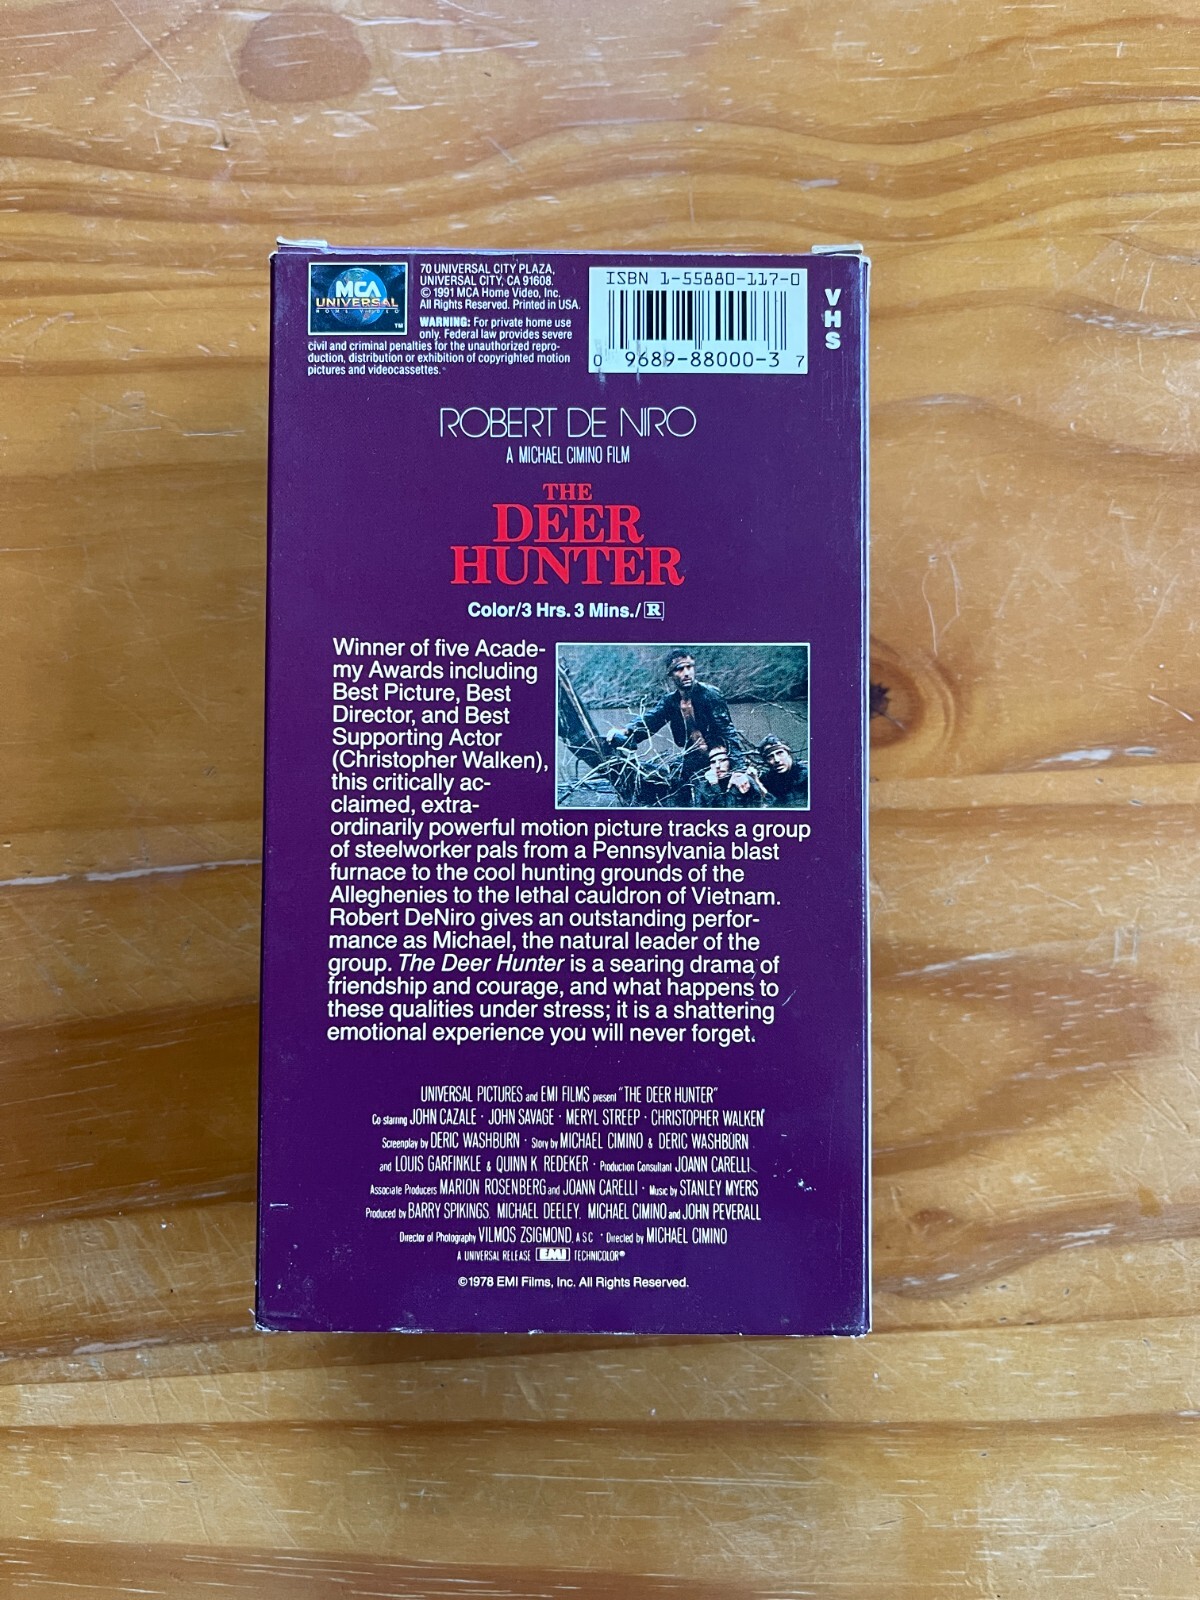 MCA
UNIVERSAL
HOME VIDEO
TM
70 UNIVERSAL CITY PLAZA,
UNIVERSAL CITY, CA 91608.
© 1991 MCA Home Video, Inc.
All Rights Reserved. Printed in USA.
WARNING: For private home use
only. Federal law provides severe
civil and criminal penalties for the unauthorized repro-
duction, distribution or exhibition of copyrighted motion
pictures and videocassettes.
ISBN 1-55880-117-0
0 9689-88000-3 7
VHS
ROBERT DE NIRO
A MICHAEL CIMINO FILM
THE
DEER
HUNTER
Color/3 Hrs. 3 Mins./ R
Winner of five Acade-
my Awards including
Best Picture, Best
Director, and Best
Supporting Actor
(Christopher Walken),
this critically ac-
claimed, extra-
ordinarily powerful motion picture tracks a group
of steelworker pals from a Pennsylvania blast
furnace to the cool hunting grounds of the
Alleghenies to the lethal cauldron of Vietnam.
Robert DeNiro gives an outstanding perfor-
mance as Michael, the natural leader of the
group. The Deer Hunter is a searing drama of
friendship and courage, and what happens to
these qualities under stress; it is a shattering
emotional experience you will never forget.
UNIVERSAL PICTURES and EMI FILMS present "THE DEER HUNTER"
Co-starring JOHN CAZALE · JOHN SAVAGE · MERYL STREEP · CHRISTOPHER WALKEN
Screenplay by DERIC WASHBURN · Story by MICHAEL CIMINO & DERIC WASHBURN
and LOUIS GARFINKLE & QUINN K. REDEKER · Production Consultant JOANN CARELLI
Associate Producers MARION ROSENBERG and JOANN CARELLI · Music by STANLEY MYERS
Produced by BARRY SPIKINGS, MICHAEL DEELEY, MICHAEL CIMINO and JOHN PEVERALL
Director of Photography VILMOS ZSIGMOND, A.S.C. · Directed by MICHAEL CIMINO
A UNIVERSAL RELEASE EMI TECHNICOLOR®
©1978 EMI Films, Inc. All Rights Reserved.